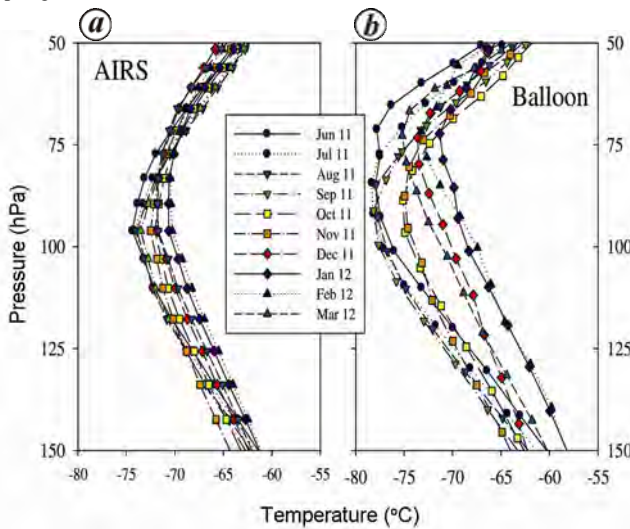 a b
50 50
AIRS Balloon
75 75
Jun 11
Jul 11
Aug 11
Sep 11
Oct 11
Nov 11
Dec 11
Jan 12
Feb 12
Mar 12
Pressure (hPa)
100 100
125 125
150 150
-80 -75 -70 -65 -60 -55 -80 -75 -70 -65 -60 -55
Temperature (°C)